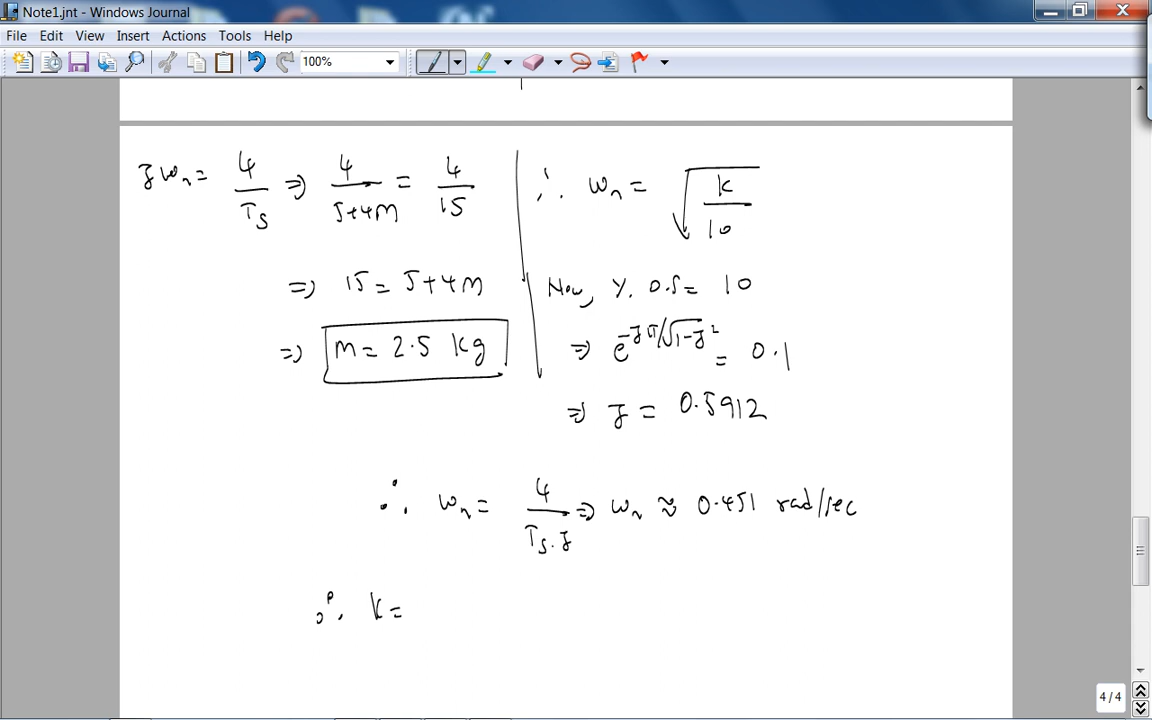 Note1.jnt - Windows Journal
File Edit View Insert Actions Tools Help
100%
ζωn = 4/Ts ⇒ 4/(5+4M) = 4/15
⇒ 15 = 5+4M
⇒ M = 2.5 kg
∴ ωn = √(k/10)
Now, %. 0.S = 10
⇒ e^(-ζπ/√(1-ζ²)) = 0.1
⇒ ζ = 0.5912
∴ ωn = 4/(Ts.ζ) ⇒ ωn ≈ 0.451 rad/sec
∴ k =
4/4